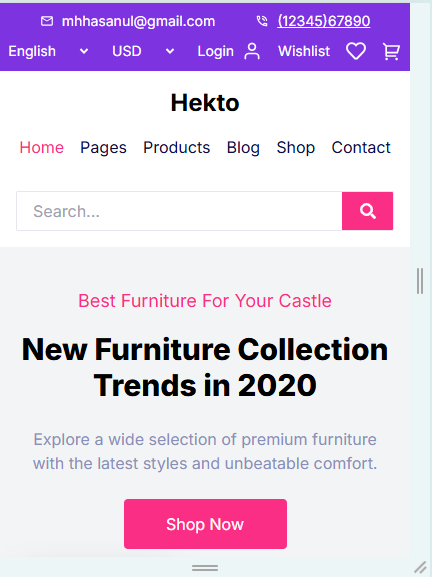 mhhasanul@gmail.com (12345)67890
English USD Login Wishlist
Hekto
Home Pages Products Blog Shop Contact
Search...
Best Furniture For Your Castle
New Furniture Collection
Trends in 2020
Explore a wide selection of premium furniture
with the latest styles and unbeatable comfort.
Shop Now